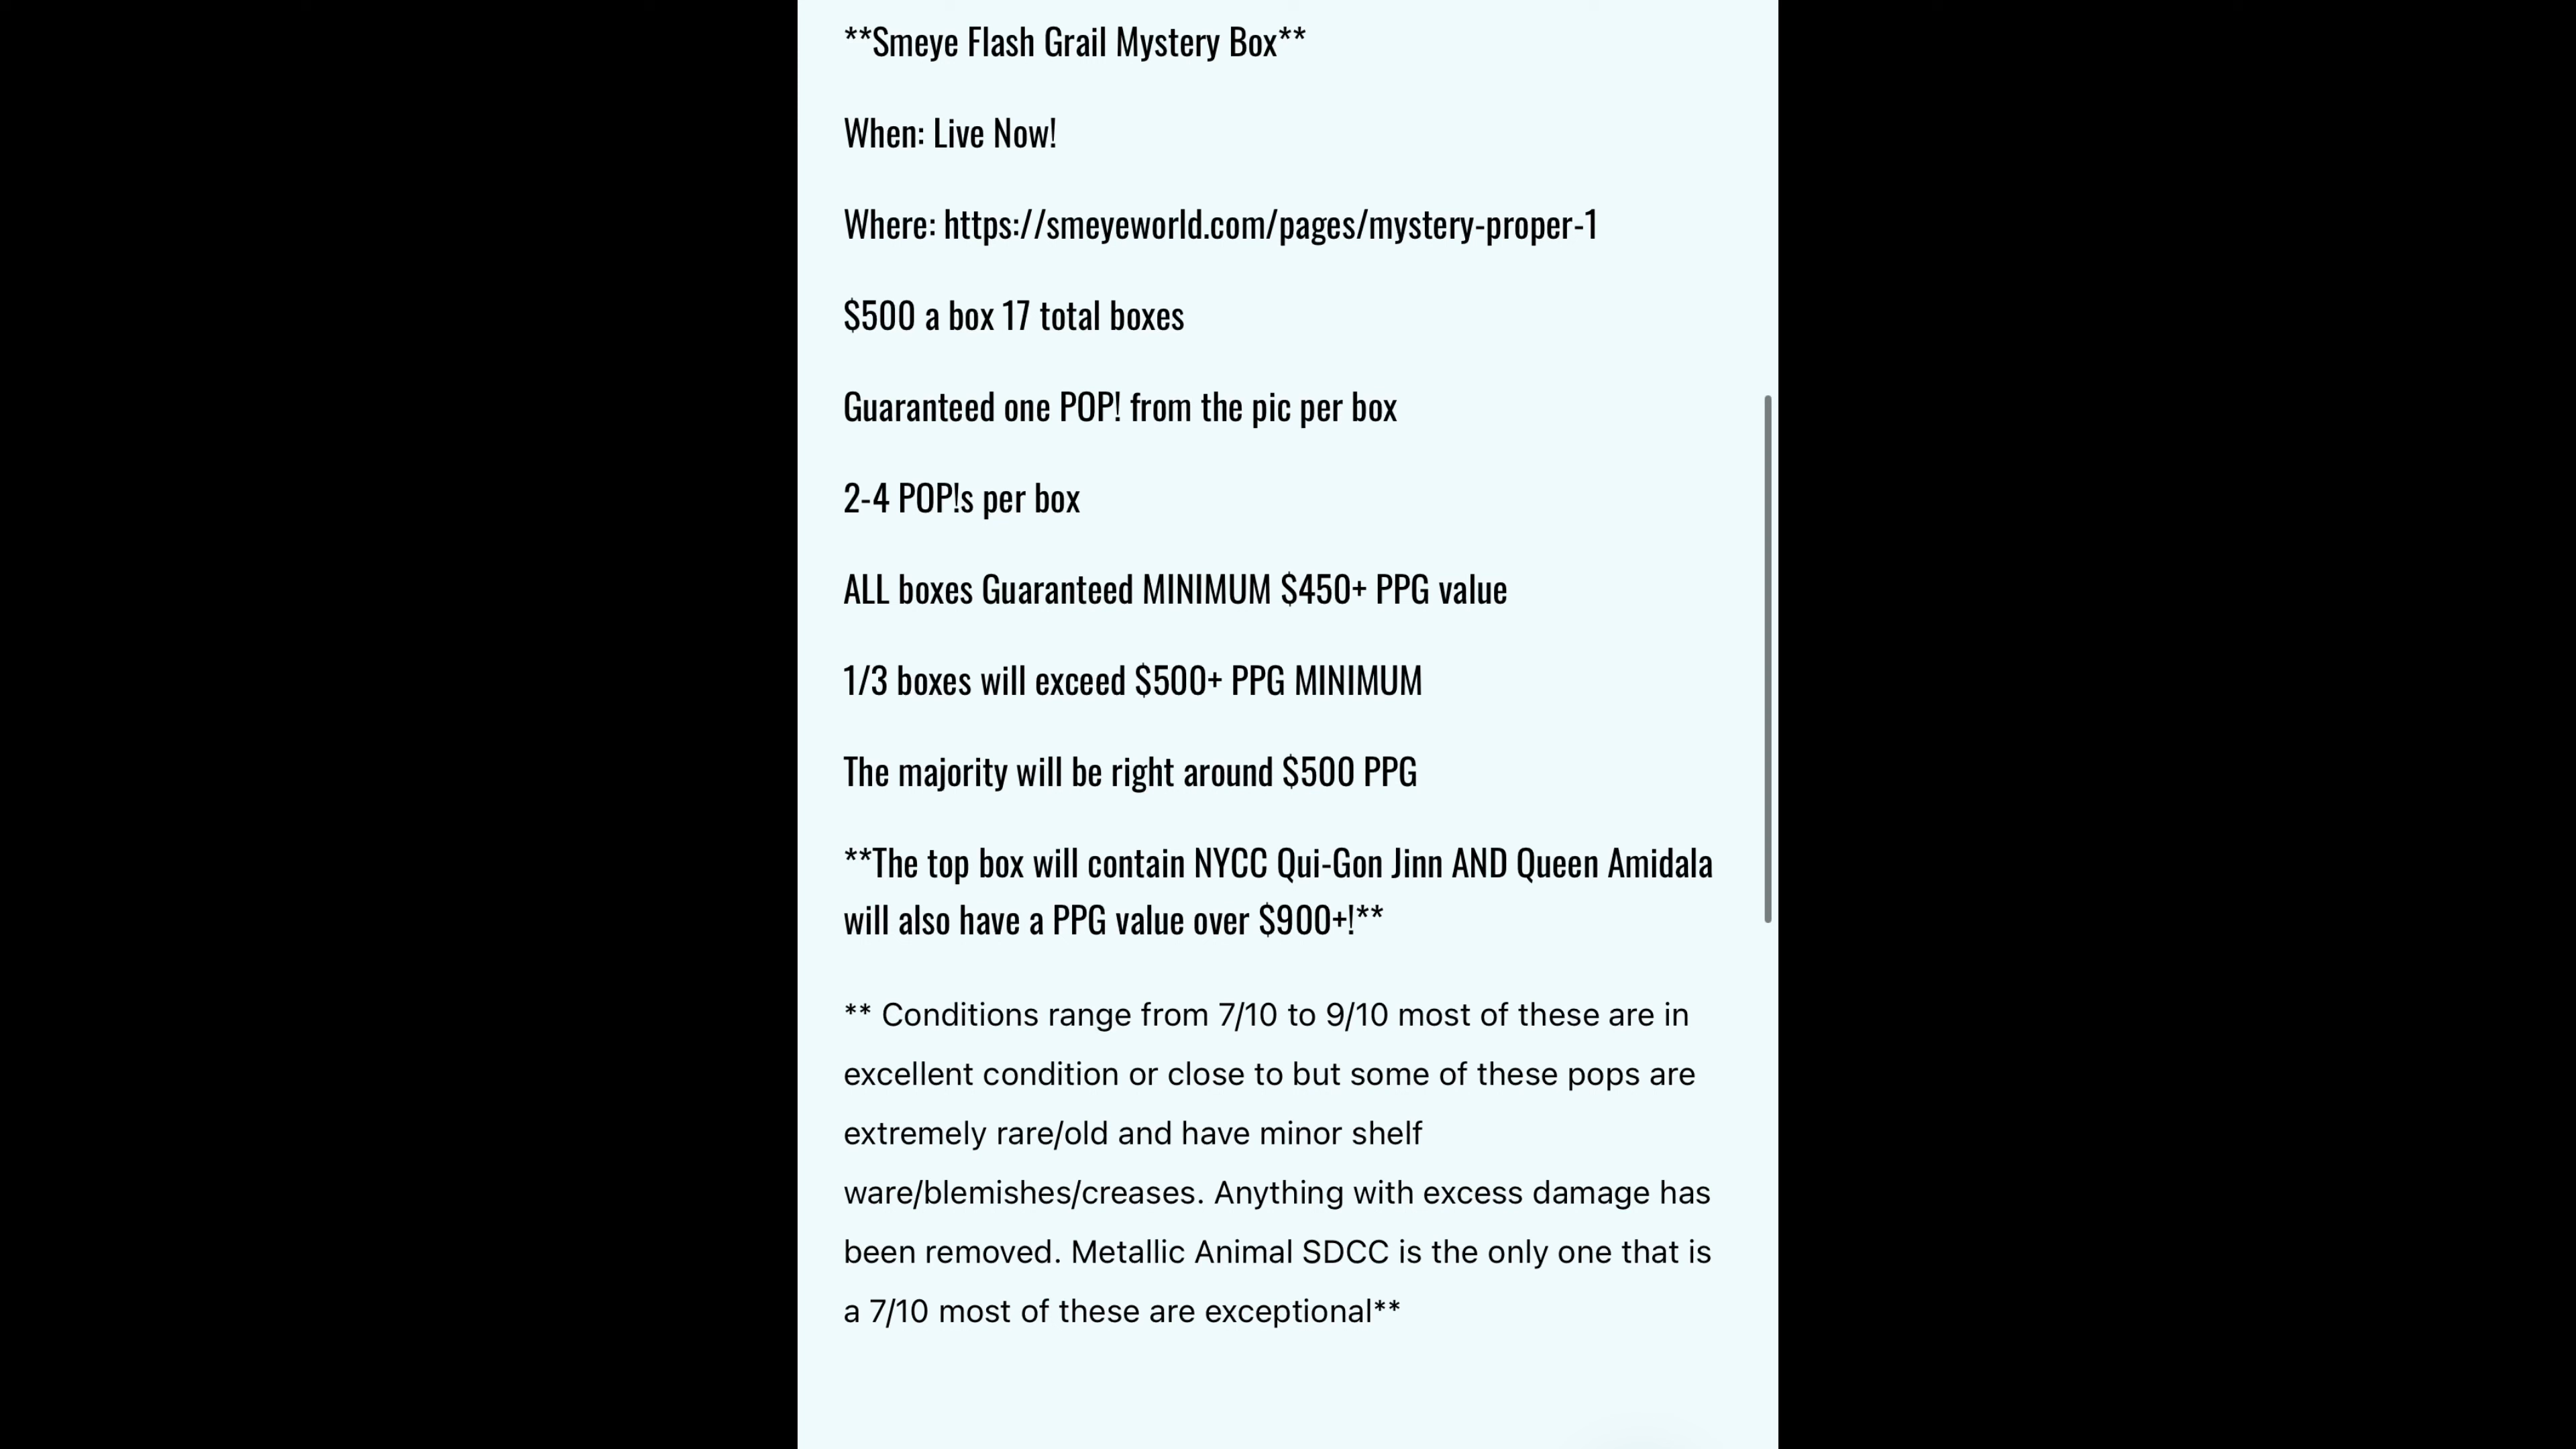 **Smeye Flash Grail Mystery Box**
When: Live Now!
Where: https://smeyeworld.com/pages/mystery-proper-1
$500 a box 17 total boxes
Guaranteed one POP! from the pic per box
2-4 POP!s per box
ALL boxes Guaranteed MINIMUM $450+ PPG value
1/3 boxes will exceed $500+ PPG MINIMUM
The majority will be right around $500 PPG
**The top box will contain NYCC Qui-Gon Jinn AND Queen Amidala
will also have a PPG value over $900+!**
** Conditions range from 7/10 to 9/10 most of these are in
excellent condition or close to but some of these pops are
extremely rare/old and have minor shelf
ware/blemishes/creases. Anything with excess damage has
been removed. Metallic Animal SDCC is the only one that is
a 7/10 most of these are exceptional**